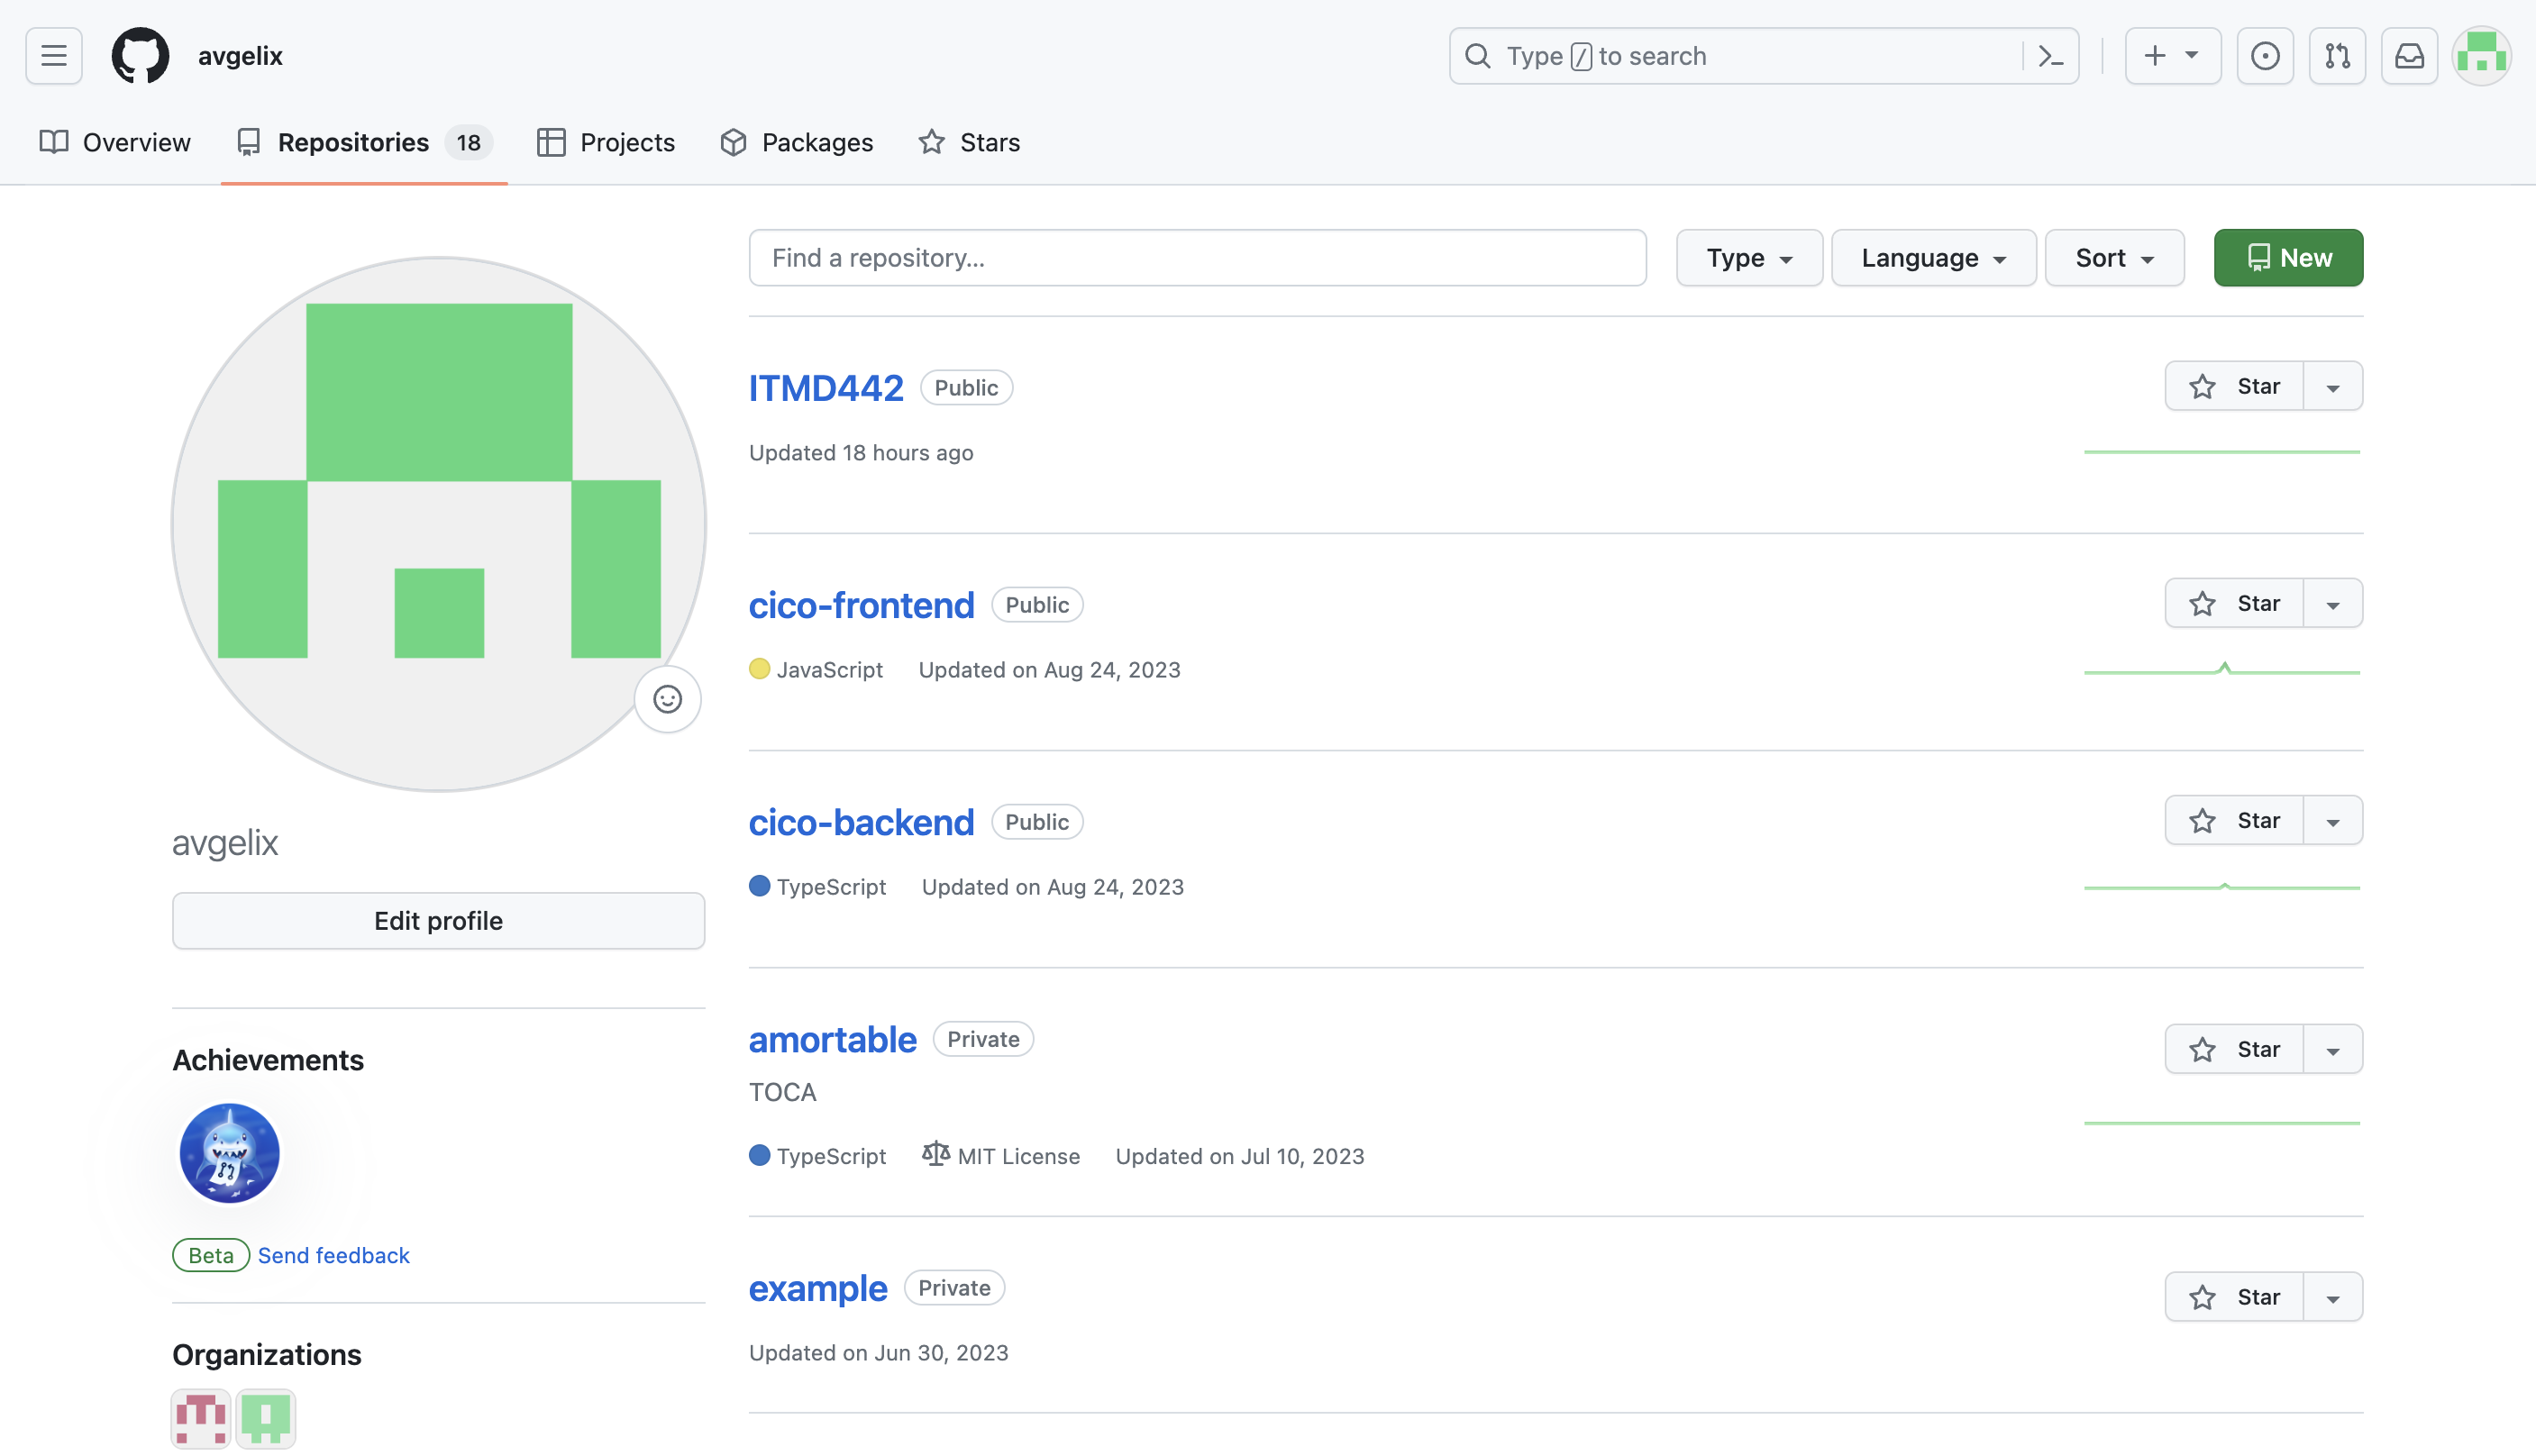 avgelix
Type / to search
Overview
Repositories 18
Projects
Packages
Stars
Find a repository...
Type
Language
Sort
New
ITMD442 Public
Star
Updated 18 hours ago
cico-frontend Public
Star
JavaScript Updated on Aug 24, 2023
cico-backend Public
Star
TypeScript Updated on Aug 24, 2023
amortable Private
Star
TOCA
TypeScript MIT License Updated on Jul 10, 2023
example Private
Star
Updated on Jun 30, 2023
avgelix
Edit profile
Achievements
Beta Send feedback
Organizations